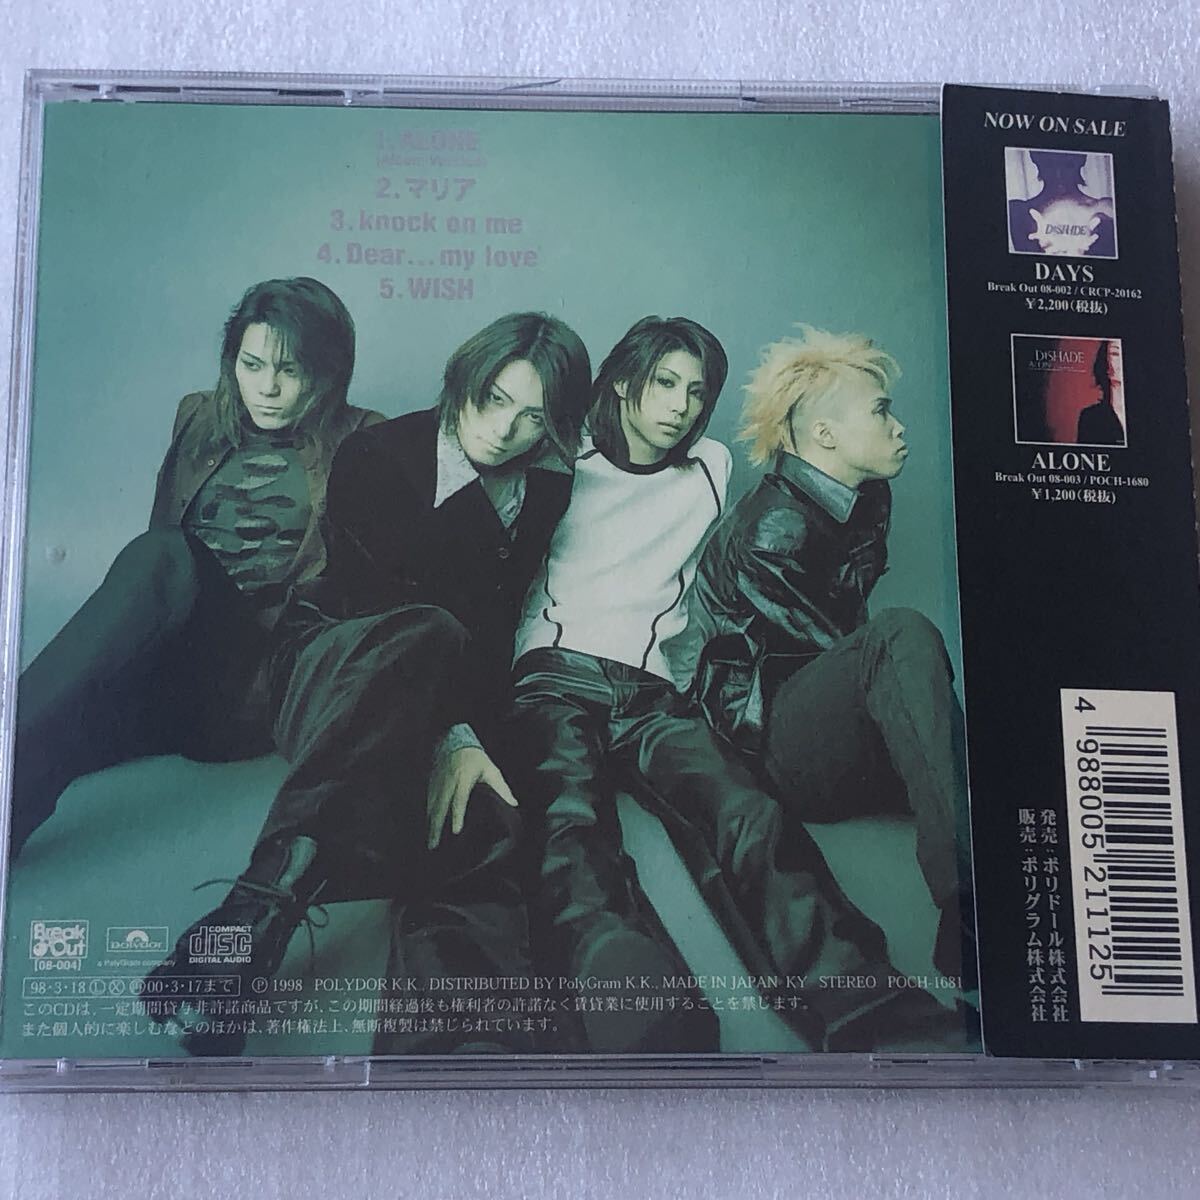 1. ALONE
(Album Version)
2. マリア
3. knock on me
4. Dear... my love
5. WISH
Break Out
[08-004]
Polydor
a PolyGram company
COMPACT
disc
DIGITAL AUDIO
98・3・18 Ⓛ Ⓧ Ⓟ00・3・17まで
Ⓟ 1998 POLYDOR K.K., DISTRIBUTED BY PolyGram K.K., MADE IN JAPAN KY STEREO POCH-1681
このCDは、一定期間貸与非許諾商品ですが、この期間経過後も権利者の許諾なく賃貸業に使用することを禁じます。
また個人的に楽しむなどのほかは、著作権法上、無断複製は禁じられています。
NOW ON SALE
D≒SHADE
DAYS
Break Out 08-002 / CRCP-20162
￥2,200(税抜)
D≒SHADE
ALONE
Break Out 08-003 / POCH-1680
￥1,200(税抜)
4 988005 211125
発売：ポリドール株式会社
販売：ポリグラム株式会社